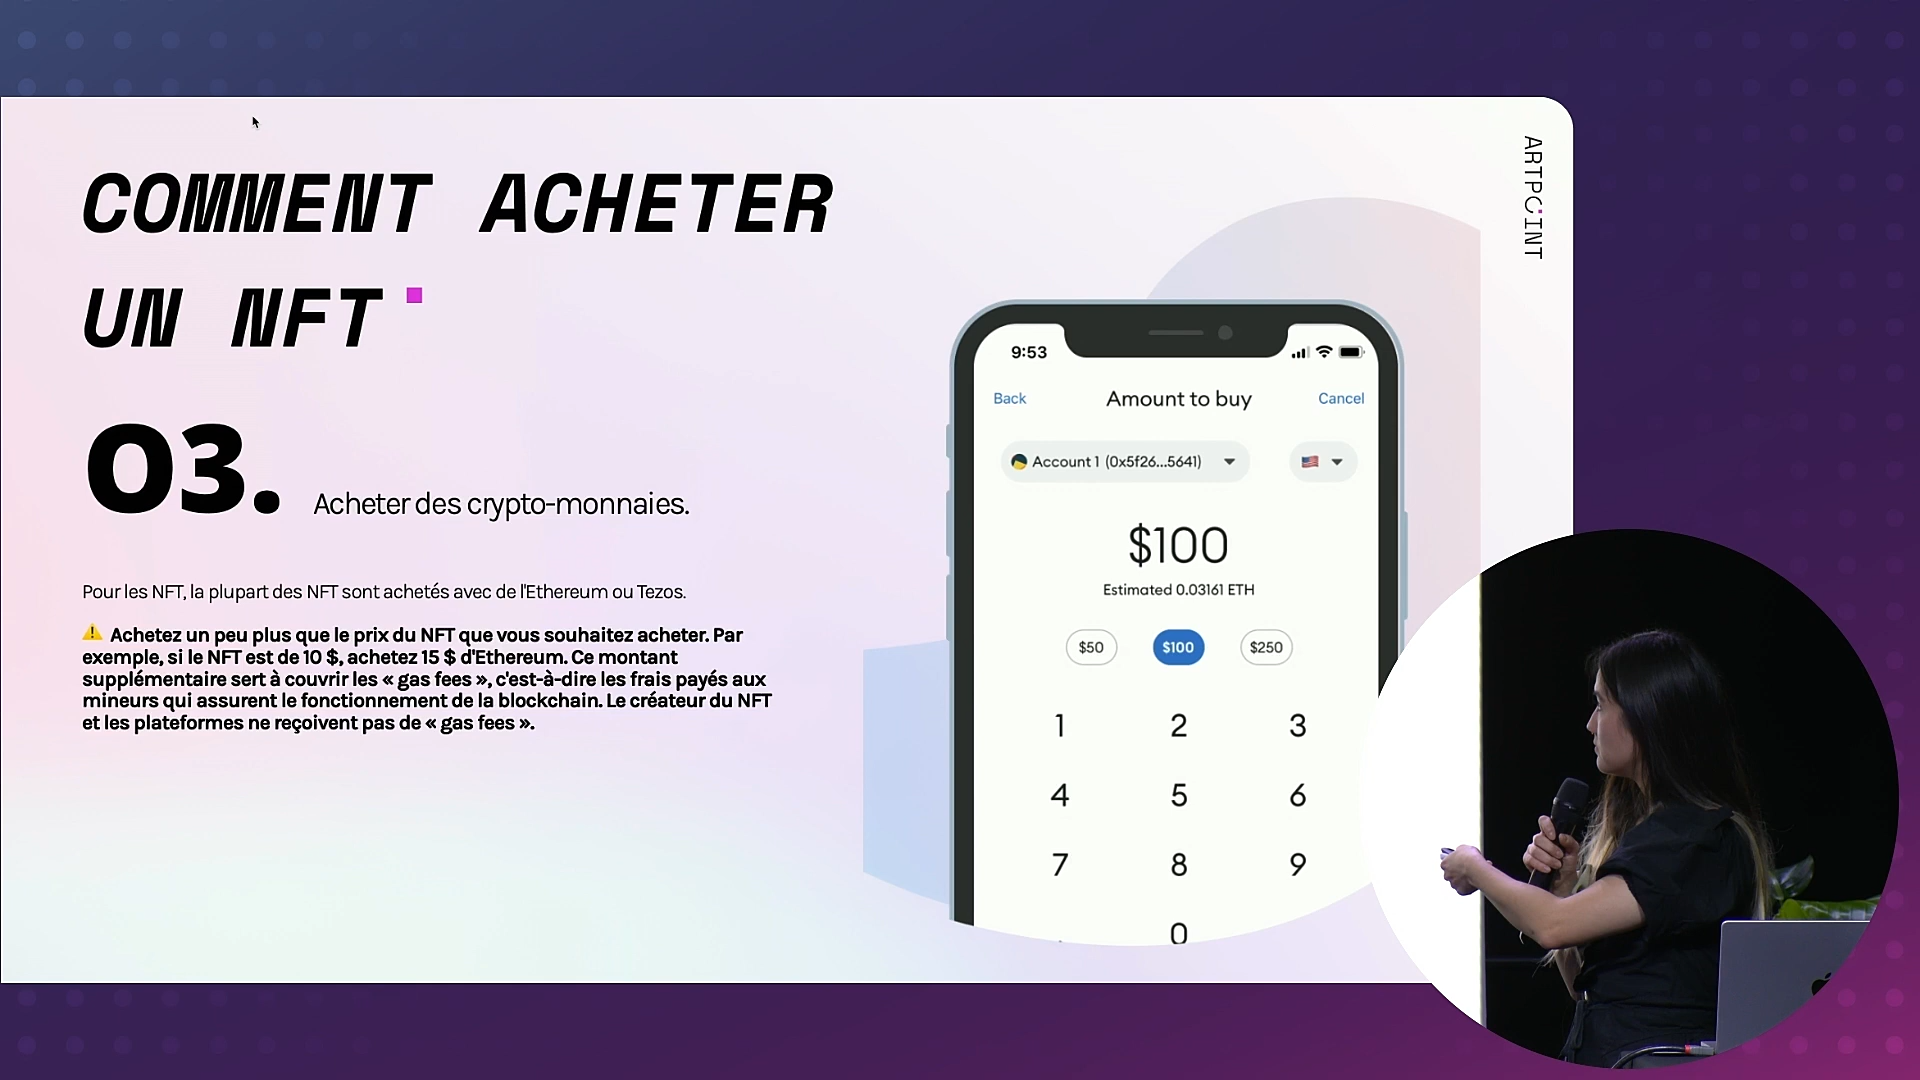 COMMENT ACHETER
UN NFT
03. Acheter des crypto-monnaies.
Pour les NFT, la plupart des NFT sont achetés avec de l'Ethereum ou Tezos.
⚠️ Achetez un peu plus que le prix du NFT que vous souhaitez acheter. Par
exemple, si le NFT est de 10 $, achetez 15 $ d'Ethereum. Ce montant
supplémentaire sert à couvrir les « gas fees », c'est-à-dire les frais payés aux
mineurs qui assurent le fonctionnement de la blockchain. Le créateur du NFT
et les plateformes ne reçoivent pas de « gas fees ».
9:53
Back Amount to buy Cancel
Account 1 (0x5f26...5641)
$100
Estimated 0.03161 ETH
$50 $100 $250
1 2 3
4 5 6
7 8 9
0
ARTPOINT